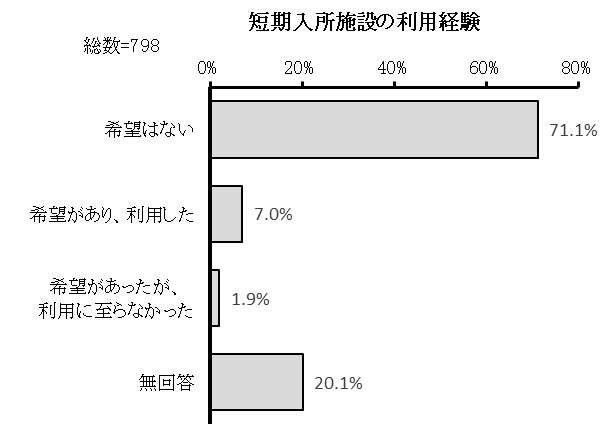 短期入所施設の利用経験
総数=798
0% 20% 40% 60% 80%
希望はない 71.1%
希望があり、利用した 7.0%
希望があったが、
利用に至らなかった 1.9%
無回答 20.1%